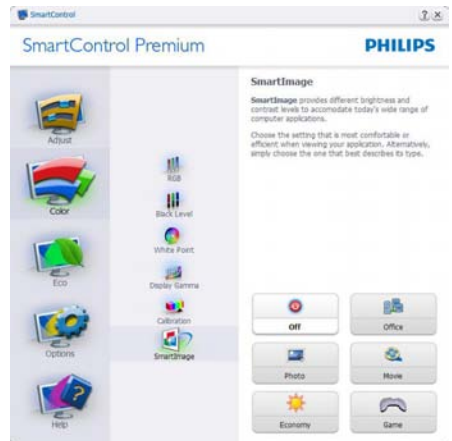 SmartControl
SmartControl Premium
PHILIPS
Adjust
Color
Eco
Options
Help
RGB
Black Level
White Point
Display Gamma
Calibration
SmartImage
SmartImage
SmartImage provides different brightness and
contrast levels to accomodate today's wide range of
computer applications.
Choose the setting that is most comfortable or
efficient when viewing your application. Alternatively,
simply choose the one that best describes its type.
Off
Office
Photo
Movie
Economy
Game